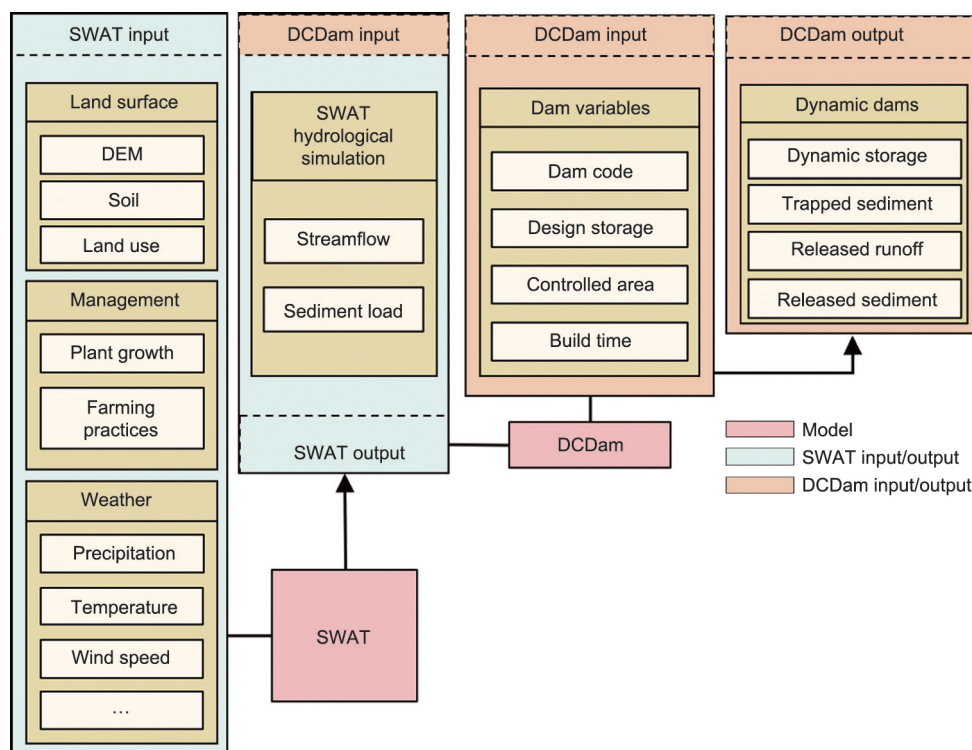 SWAT input
Land surface
DEM
Soil
Land use
Management
Plant growth
Farming
practices
Weather
Precipitation
Temperature
Wind speed
…
DCDam input
SWAT
hydrological
simulation
Streamflow
Sediment load
SWAT output
SWAT
DCDam input
Dam variables
Dam code
Design storage
Controlled area
Build time
DCDam
DCDam output
Dynamic dams
Dynamic storage
Trapped sediment
Released runoff
Released sediment
Model
SWAT input/output
DCDam input/output